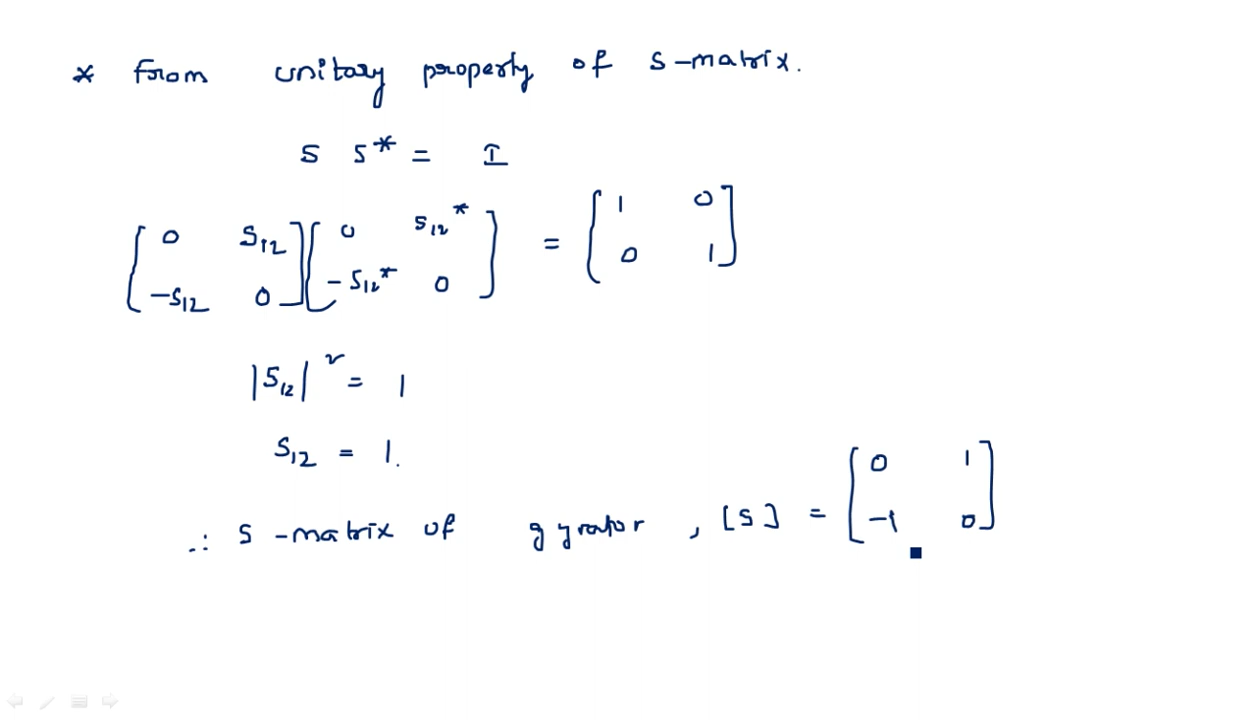 * From unitary property of s-matrix.
S S* = I
[0 S12 -S12 0] [0 S12* -S12* 0] = [1 0 0 1]
|S12|² = 1
S12 = 1.
∴ S-matrix of gyrator, [S] = [0 1 -1 0]